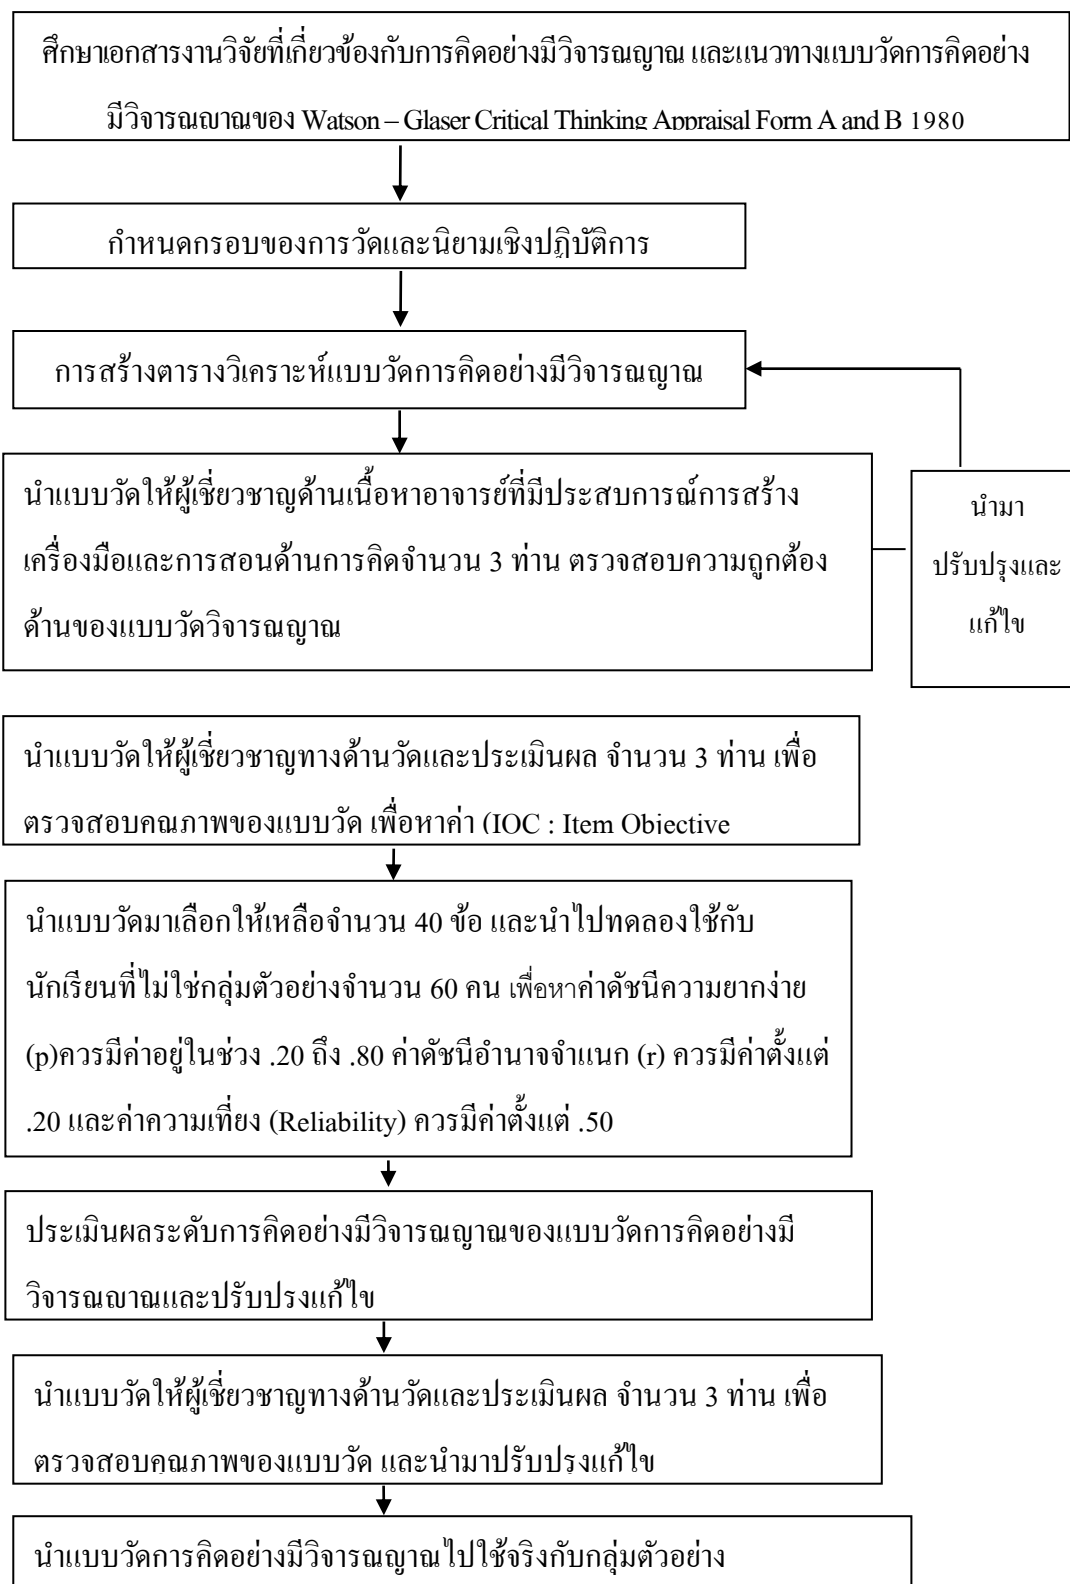 ศึกษาเอกสารงานวิจัยที่เกี่ยวข้องกับการคิดอย่างมีวิจารณญาณ และแนวทางแบบวัดการคิดอย่าง
มีวิจารณญาณของ Watson – Glaser Critical Thinking Appraisal Form A and B 1980
กำหนดกรอบของการวัดและนิยามเชิงปฏิบัติการ
การสร้างตารางวิเคราะห์แบบวัดการคิดอย่างมีวิจารณญาณ
นำแบบวัดให้ผู้เชี่ยวชาญด้านเนื้อหาอาจารย์ที่มีประสบการณ์การสร้าง
เครื่องมือและการสอนด้านการคิดจำนวน 3 ท่าน ตรวจสอบความถูกต้อง
ด้านของแบบวัดวิจารณญาณ
นำมา
ปรับปรุงและ
แก้ไข
นำแบบวัดให้ผู้เชี่ยวชาญทางด้านวัดและประเมินผล จำนวน 3 ท่าน เพื่อ
ตรวจสอบคุณภาพของแบบวัด เพื่อหาค่า (IOC : Item Objective
นำแบบวัดมาเลือกให้เหลือจำนวน 40 ข้อ และนำไปทดลองใช้กับ
นักเรียนที่ไม่ใช่กลุ่มตัวอย่างจำนวน 60 คน เพื่อหาค่าดัชนีความยากง่าย
(p)ควรมีค่าอยู่ในช่วง .20 ถึง .80 ค่าดัชนีอำนาจจำแนก (r) ควรมีค่าตั้งแต่
.20 และค่าความเที่ยง (Reliability) ควรมีค่าตั้งแต่ .50
ประเมินผลระดับการคิดอย่างมีวิจารณญาณของแบบวัดการคิดอย่างมี
วิจารณญาณและปรับปรุงแก้ไข
นำแบบวัดให้ผู้เชี่ยวชาญทางด้านวัดและประเมินผล จำนวน 3 ท่าน เพื่อ
ตรวจสอบคุณภาพของแบบวัด และนำมาปรับปรุงแก้ไข
นำแบบวัดการคิดอย่างมีวิจารณญาณไปใช้จริงกับกลุ่มตัวอย่าง